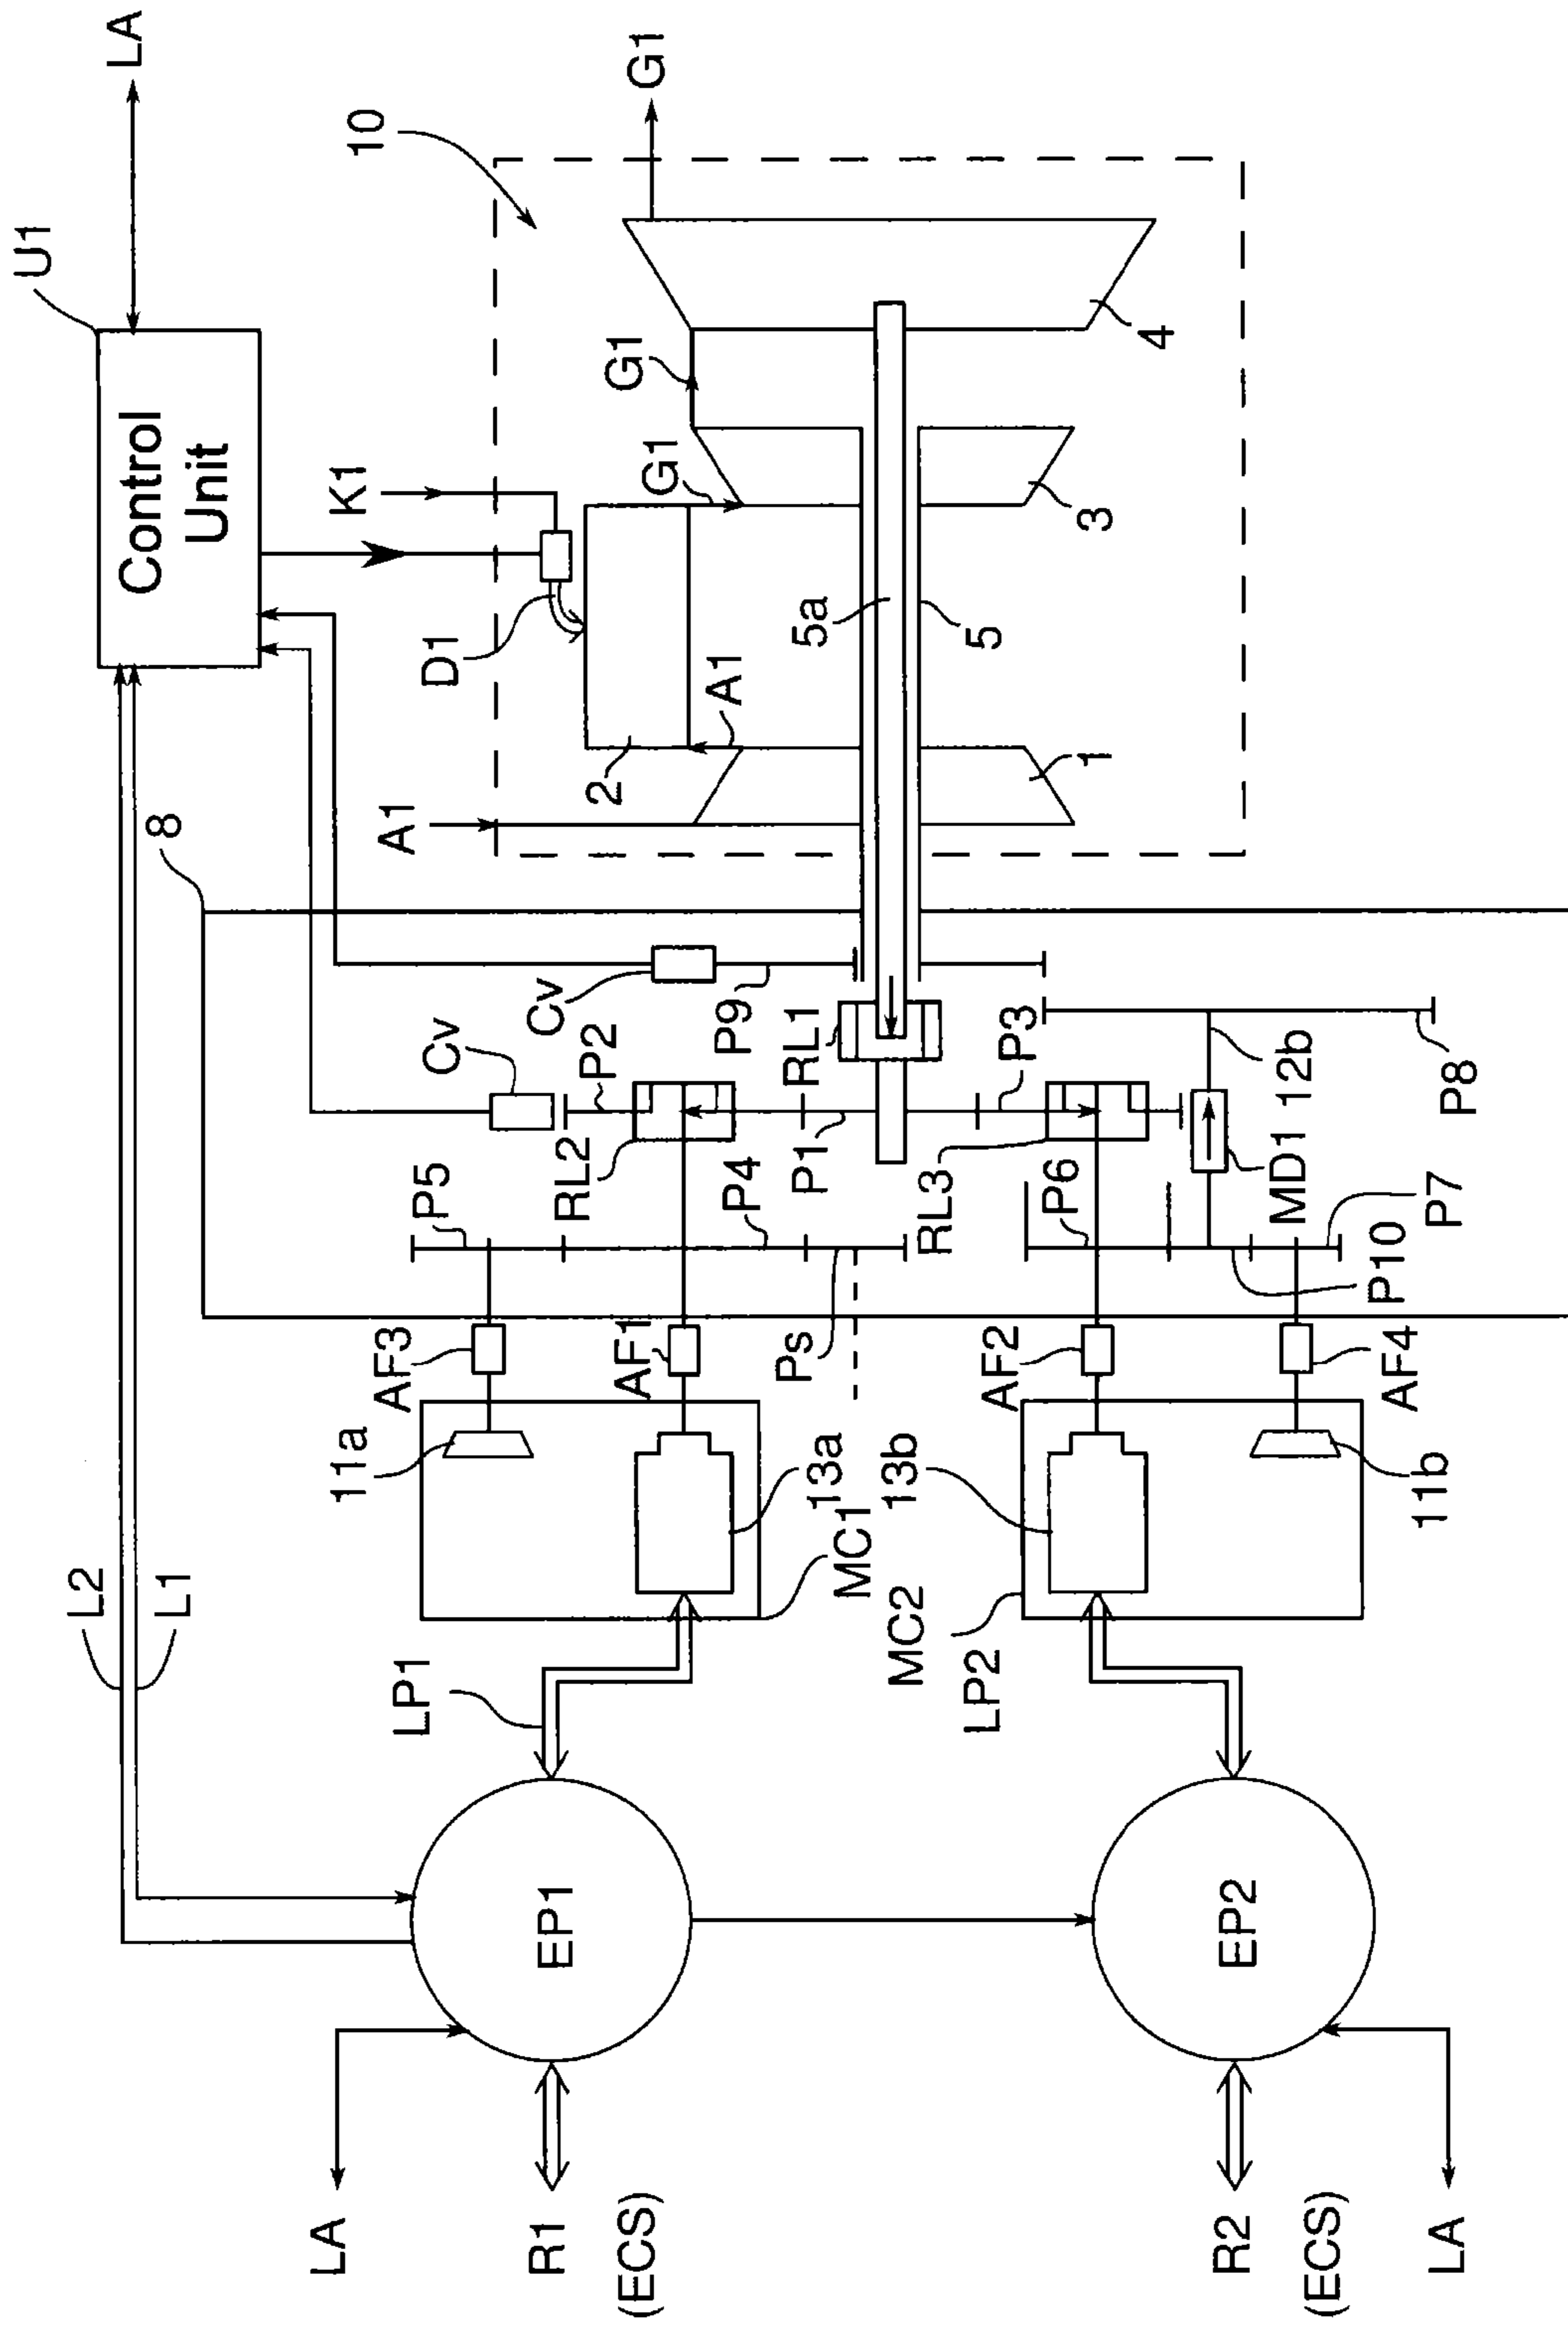 LA
U1
Control
Unit
10
G1
K1
G1
G1
D1
A1
A1
2
1
3
4
5a
5
8
Cv
Cv
P9
P2
RL2
RL1
P1
P3
RL3
12b
P8
MD1
P5
P4
Ps
P6
P10
P7
AF3
AF1
AF2
AF4
11a
13a
MC1
13b
MC2
11b
L2
L1
LP1
LP2
EP1
EP2
LA
R1
(ECS)
R2
(ECS)
LA